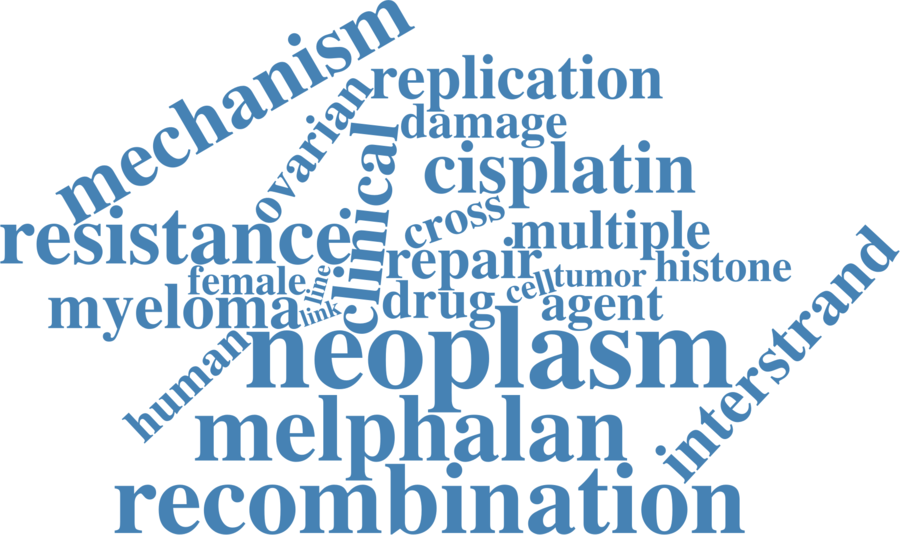 mechanism
replication
ovarian
damage
clinical
cisplatin
cross
resistance
multiple
repair
histone
female
line
cell
tumor
myeloma
link
drug
agent
interstrand
human
neoplasm
melphalan
recombination